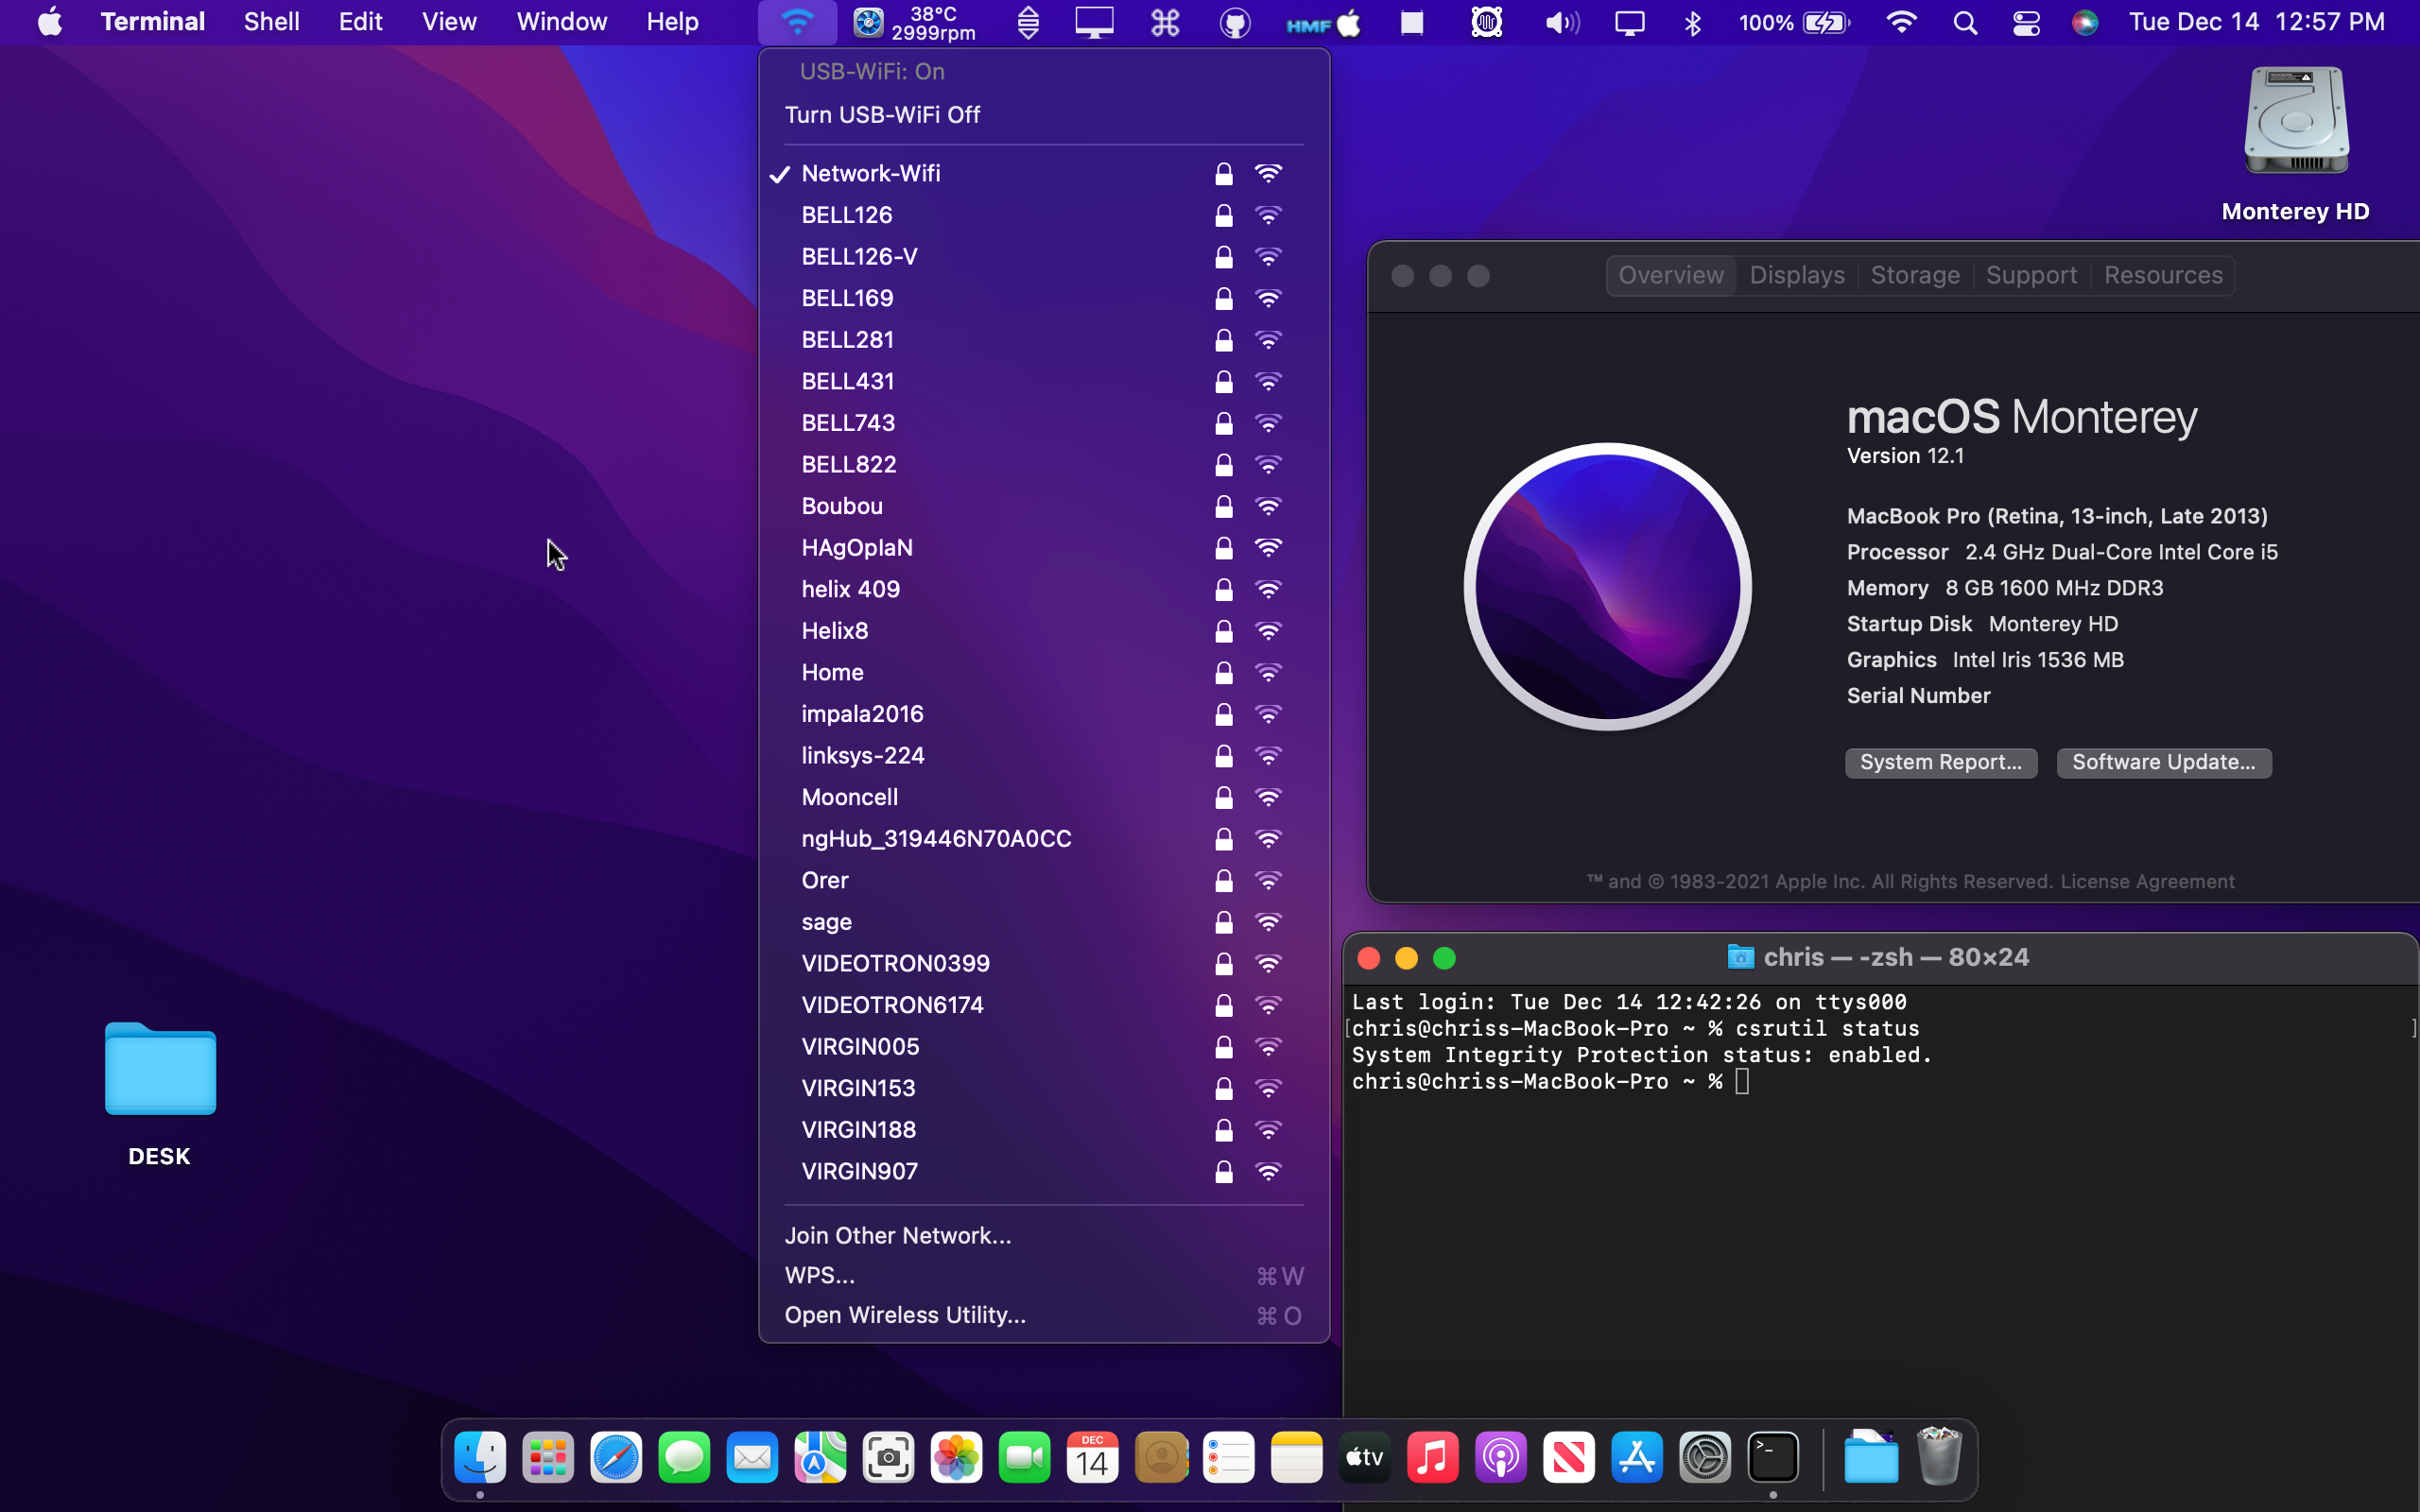 Terminal Shell Edit View Window Help 38°C 2999rpm HMF 100% Tue Dec 14 12:57 PM
USB-WiFi: On
Turn USB-WiFi Off
Network-Wifi
BELL126
BELL126-V
BELL169
BELL281
BELL431
BELL743
BELL822
Boubou
HAgOplaN
helix 409
Helix8
Home
impala2016
linksys-224
Mooncell
ngHub_319446N70A0CC
Orer
sage
VIDEOTRON0399
VIDEOTRON6174
VIRGIN005
VIRGIN153
VIRGIN188
VIRGIN907
Join Other Network...
WPS... ⌘W
Open Wireless Utility... ⌘O
Monterey HD
Overview Displays Storage Support Resources
macOS Monterey
Version 12.1
MacBook Pro (Retina, 13-inch, Late 2013)
Processor 2.4 GHz Dual-Core Intel Core i5
Memory 8 GB 1600 MHz DDR3
Startup Disk Monterey HD
Graphics Intel Iris 1536 MB
Serial Number
System Report... Software Update...
™ and © 1983-2021 Apple Inc. All Rights Reserved. License Agreement
chris — -zsh — 80×24
Last login: Tue Dec 14 12:42:26 on ttys000
[chris@chriss-MacBook-Pro ~ % csrutil status ]
System Integrity Protection status: enabled.
chris@chriss-MacBook-Pro ~ %
DESK
DEC
14
tv
>_